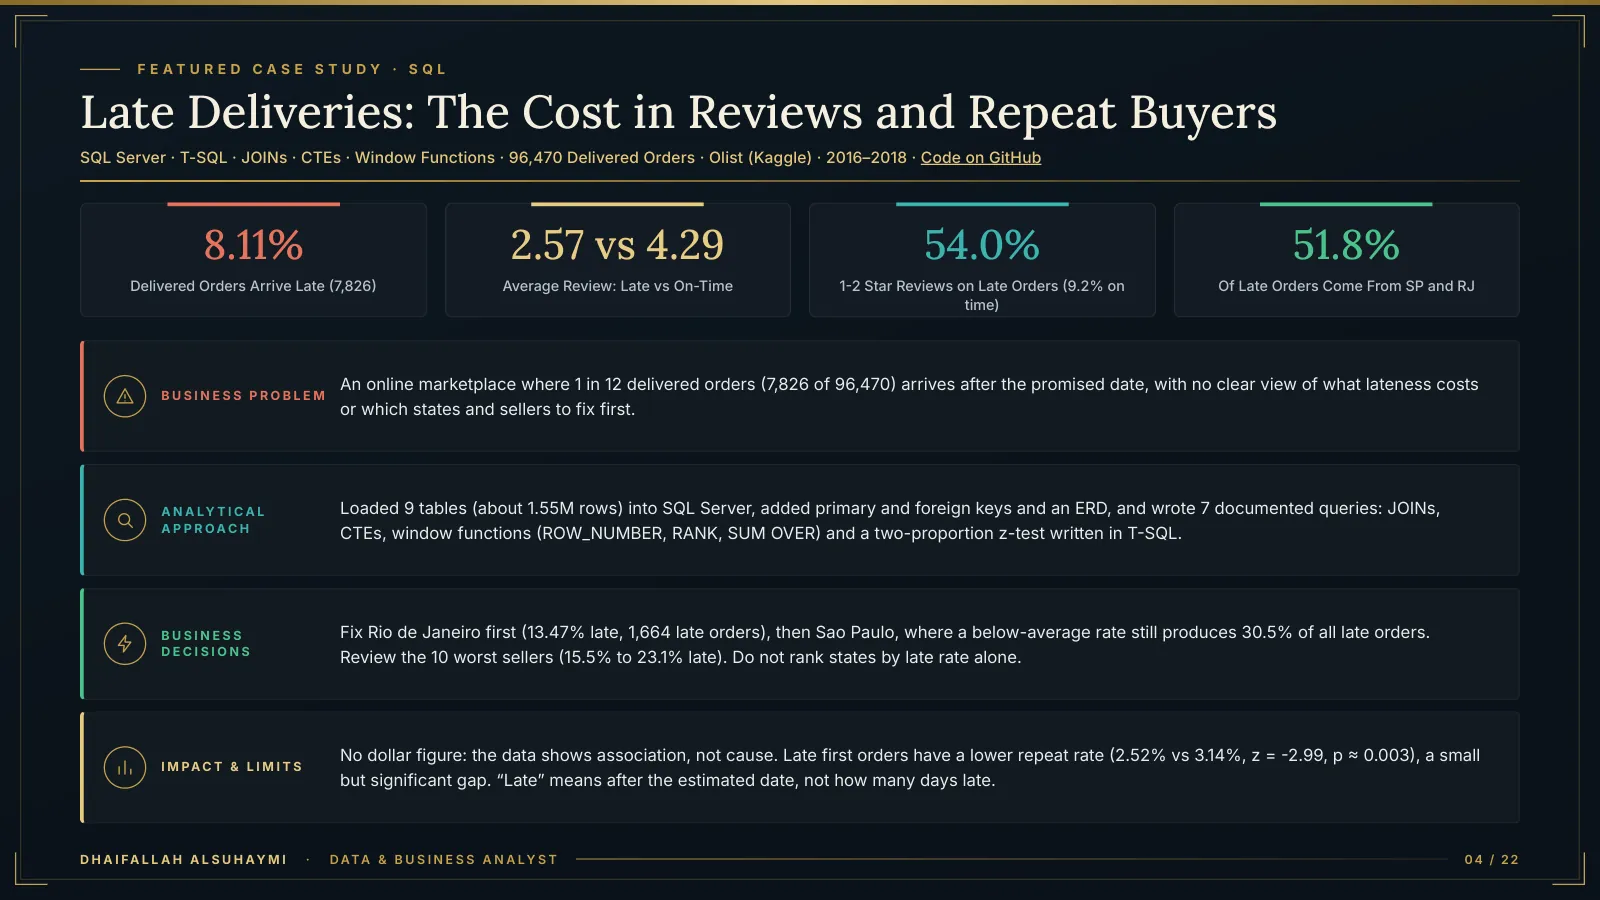 FEATURED CASE STUDY · SQL
Late Deliveries: The Cost in Reviews and Repeat Buyers
SQL Server · T-SQL · JOINs · CTEs · Window Functions · 96,470 Delivered Orders · Olist (Kaggle) · 2016–2018 · Code on GitHub
8.11%
Delivered Orders Arrive Late (7,826)
2.57 vs 4.29
Average Review: Late vs On-Time
54.0%
1-2 Star Reviews on Late Orders (9.2% on
time)
51.8%
Of Late Orders Come From SP and RJ
BUSINESS PROBLEM
An online marketplace where 1 in 12 delivered orders (7,826 of 96,470) arrives after the promised date, with no clear view of what lateness costs
or which states and sellers to fix first.
ANALYTICAL
APPROACH
Loaded 9 tables (about 1.55M rows) into SQL Server, added primary and foreign keys and an ERD, and wrote 7 documented queries: JOINs,
CTEs, window functions (ROW_NUMBER, RANK, SUM OVER) and a two-proportion z-test written in T-SQL.
BUSINESS
DECISIONS
Fix Rio de Janeiro first (13.47% late, 1,664 late orders), then Sao Paulo, where a below-average rate still produces 30.5% of all late orders.
Review the 10 worst sellers (15.5% to 23.1% late). Do not rank states by late rate alone.
IMPACT & LIMITS
No dollar figure: the data shows association, not cause. Late first orders have a lower repeat rate (2.52% vs 3.14%, z = -2.99, p ≈ 0.003), a small
but significant gap. “Late” means after the estimated date, not how many days late.
DHAIFALLAH ALSUHAYMI · DATA & BUSINESS ANALYST
04 / 22